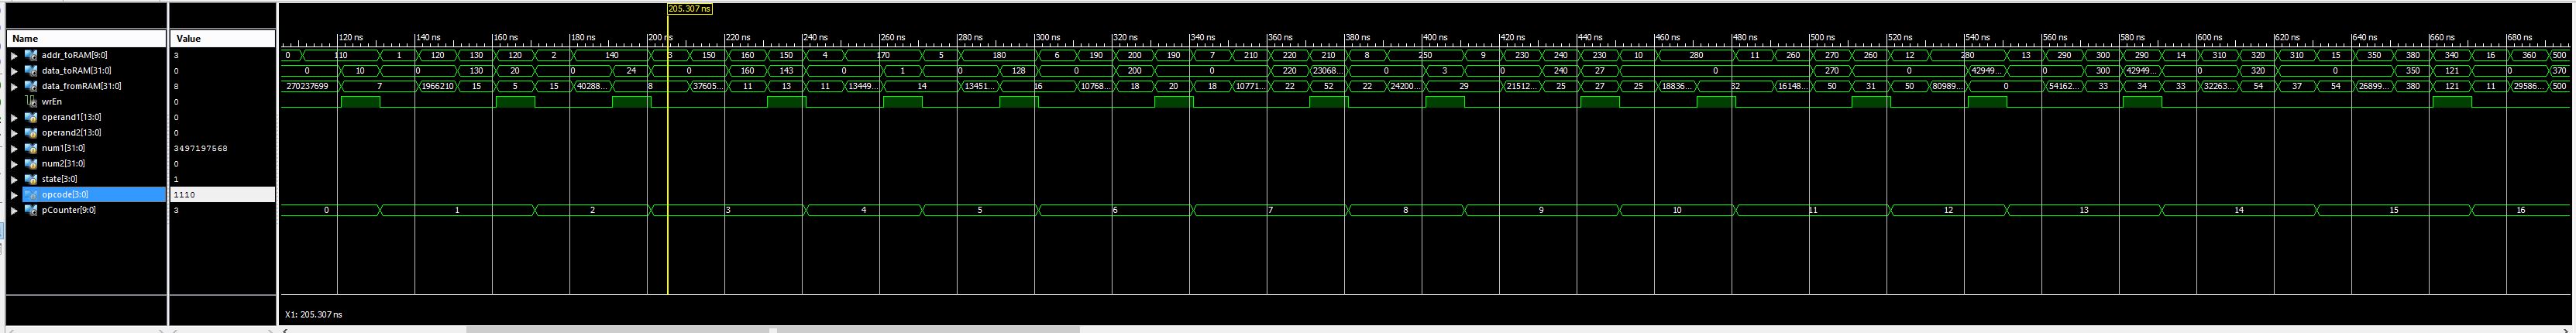 205.307 ns
Name Value 120 ns 140 ns 160 ns 180 ns 200 ns 220 ns 240 ns 260 ns 280 ns 300 ns 320 ns 340 ns 360 ns 380 ns 400 ns 420 ns 440 ns 460 ns 480 ns 500 ns 520 ns 540 ns 560 ns 580 ns 600 ns 620 ns 640 ns 660 ns 680 ns
addr_toRAM[9:0] 3 0 110 1 120 130 120 2 140 3 150 160 150 4 170 5 180 6 190 200 190 7 210 220 210 8 22 250 9 230 240 230 10 280 11 260 270 260 12 280 13 290 300 290 14 310 320 310 15 330 350 340 16 360 500
data_toRAM[31:0] 0 0 10 0 130 20 0 24 0 160 143 0 1 0 128 0 200 0 220 23068... 0 3 0 240 27 0 270 0 42949... 0 300 42949... 0 320 0 350 121 0 370
data_fromRAM[31:0] 8 270237699 7 1966210 15 5 15 40288... 8 37605... 11 13 11 13449... 14 13451... 16 10768... 18 20 18 10771... 22 52 22 24200... 29 21512... 25 27 25 18836... 32 16148... 50 31 50 80989... 0 54162... 33 34 33 32263... 54 37 54 26899... 380 121 11 29586... 500
wrEn 0
operand1[13:0] 0
operand2[13:0] 0
num1[31:0] 3497197568
num2[31:0] 0
state[3:0] 1
opcode[3:0] 1110
pCounter[9:0] 3 0 1 2 3 4 5 6 7 8 9 10 11 12 13 14 15 16
X1: 205.307 ns